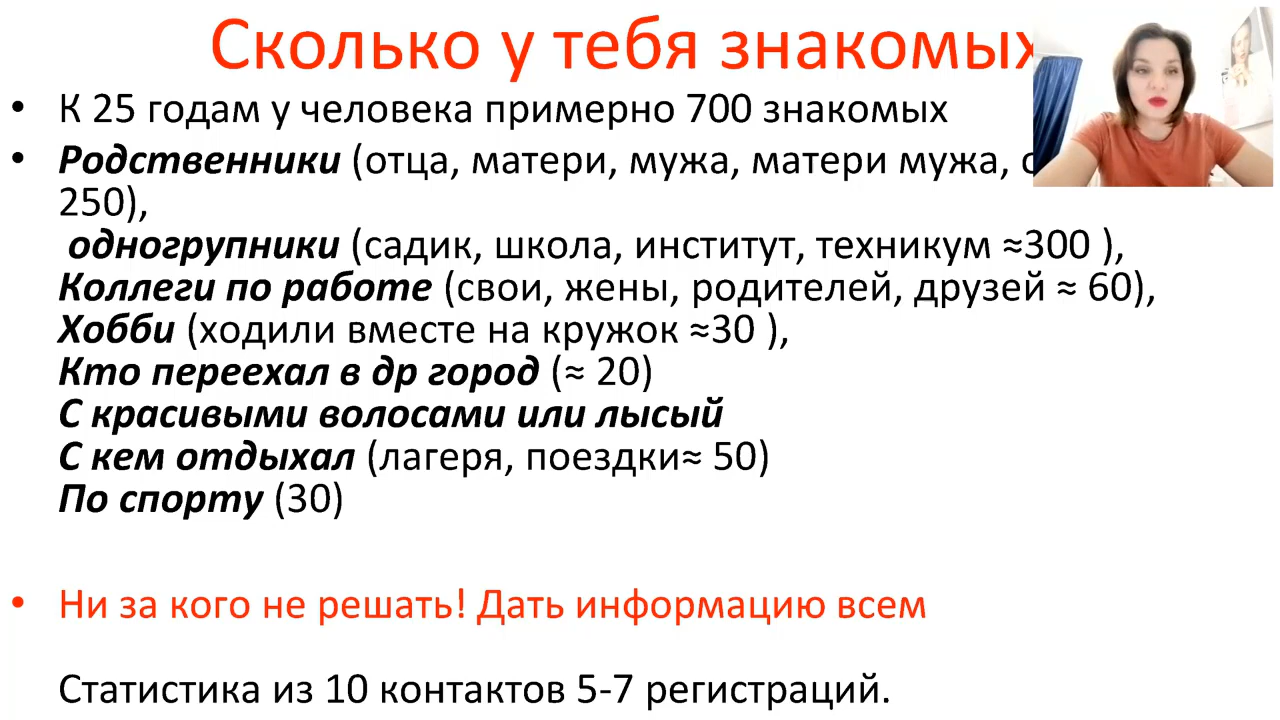 Сколько у тебя знакомых
• К 25 годам у человека примерно 700 знакомых
• Родственники (отца, матери, мужа, матери мужа,
250),
одногрупники (садик, школа, институт, техникум ≈300 ),
Коллеги по работе (свои, жены, родителей, друзей ≈ 60),
Хобби (ходили вместе на кружок ≈30 ),
Кто переехал в др город (≈ 20)
С красивыми волосами или лысый
С кем отдыхал (лагеря, поездки≈ 50)
По спорту (30)
• Ни за кого не решать! Дать информацию всем
Статистика из 10 контактов 5-7 регистраций.